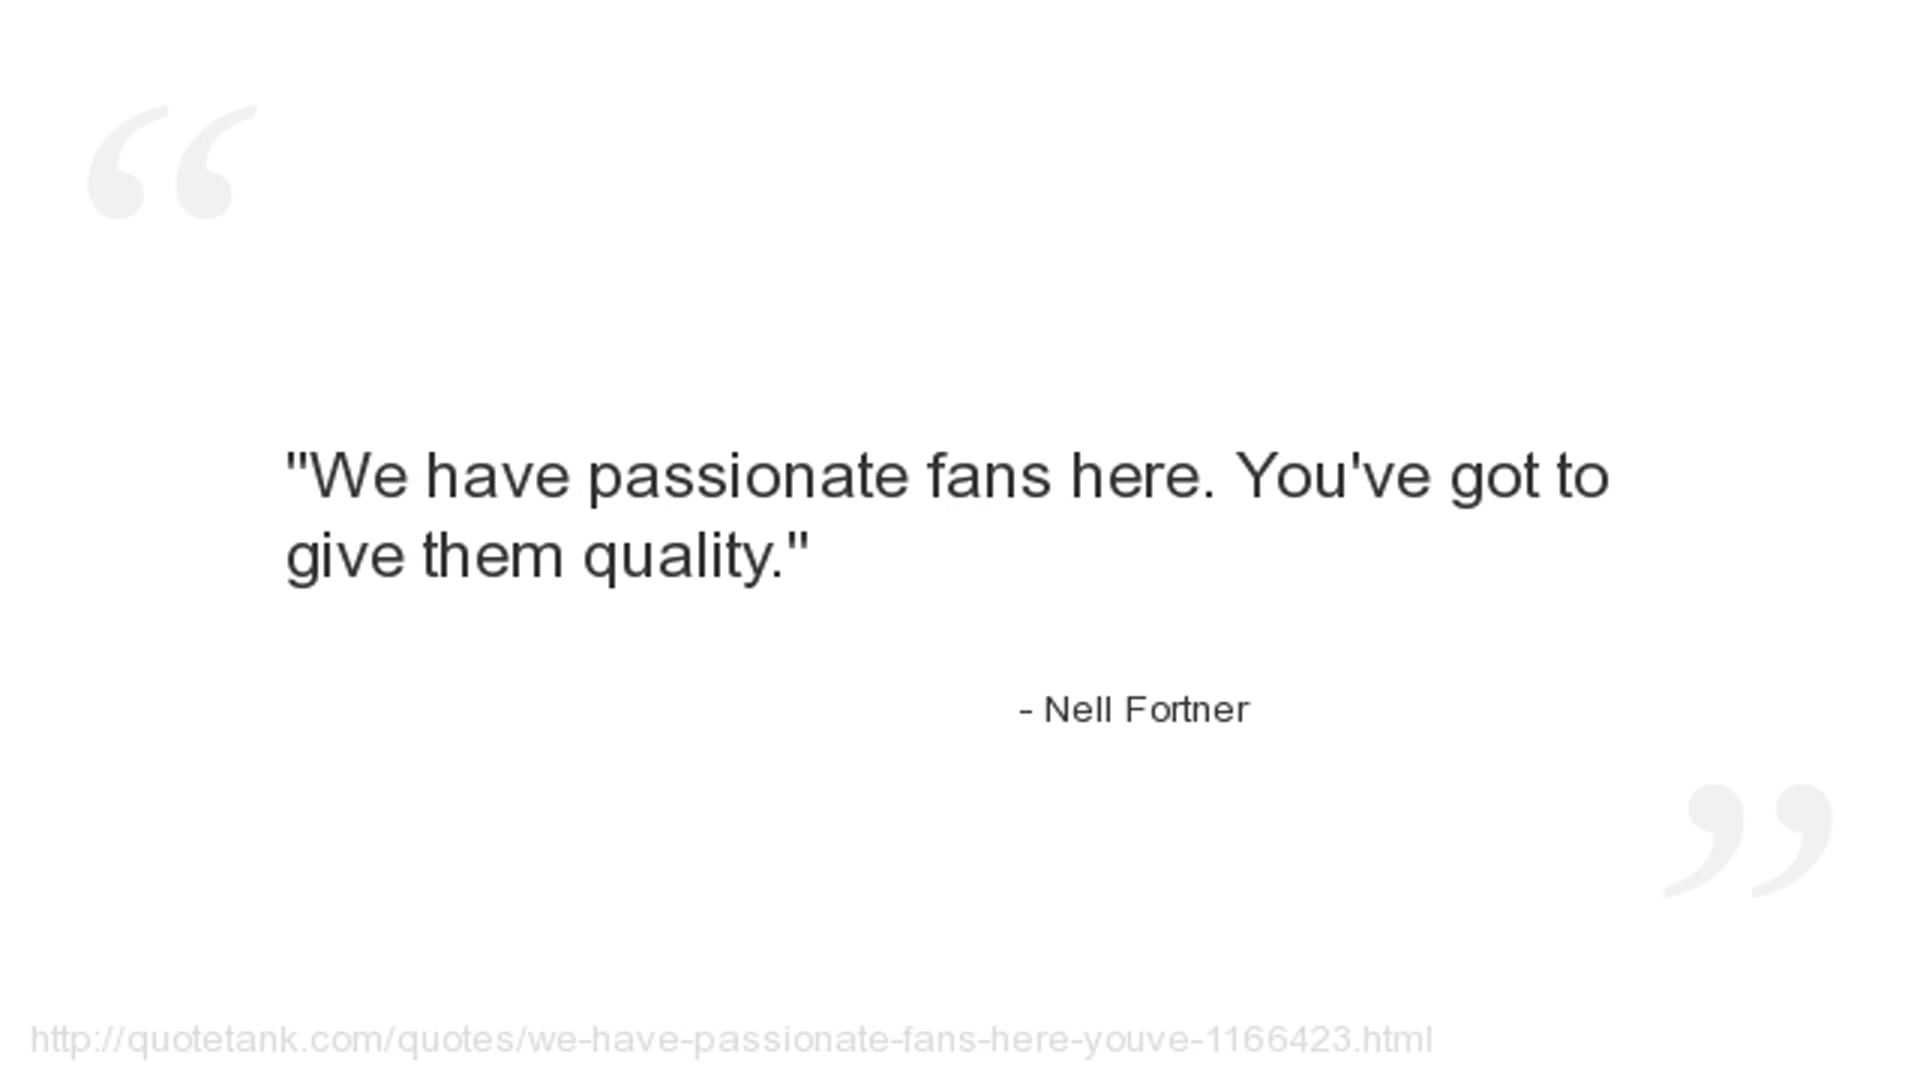 "We have passionate fans here. You've got to
give them quality."
- Nell Fortner
http://quotetank.com/quotes/we-have-passionate-fans-here-youve-1166423.html